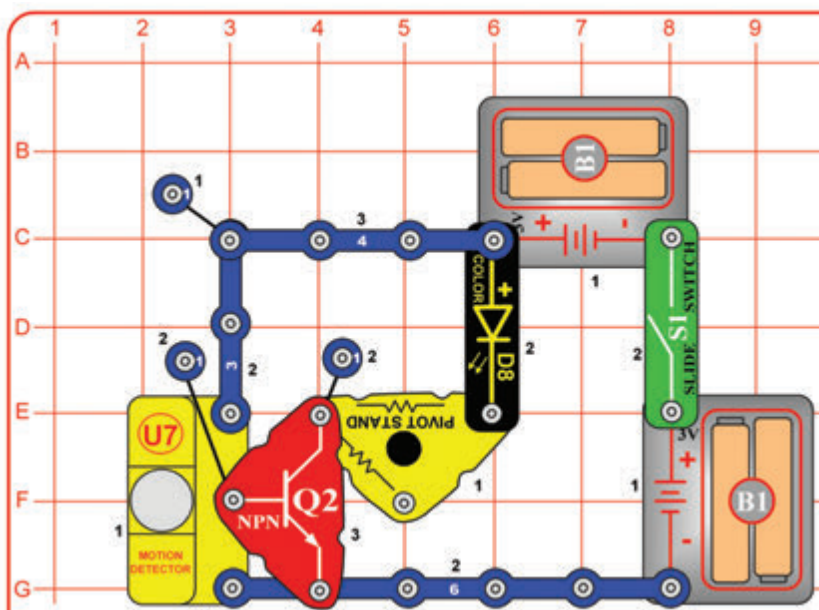 1 2 3 4 5 6 7 8 9
A
B
B1
1
1
3
C
4
3V
+
-
COLOR
+
1
D
2
1
1
2
3
2
D8
2
2
S1
SLIDE SWITCH
E
U7
PIVOT STAND
3V
+
F
1
NPN
Q2
1
1
B1
MOTION
DETECTOR
3
-
G
2
6